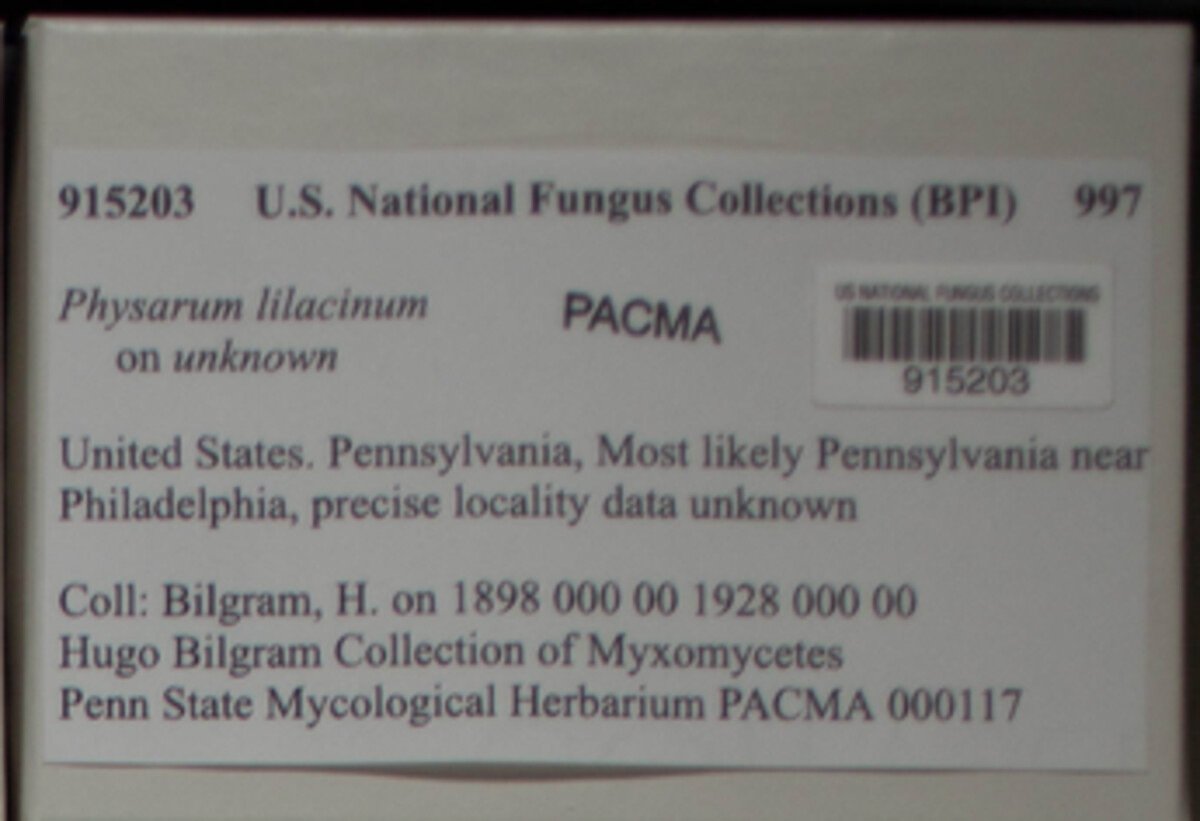 915203 U.S. National Fungus Collections (BPI) 997
Physarum lilacinum PACMA
on unknown
US NATIONAL FUNGUS COLLECTIONS
915203
United States. Pennsylvania, Most likely Pennsylvania near
Philadelphia, precise locality data unknown
Coll: Bilgram, H. on 1898 000 00 1928 000 00
Hugo Bilgram Collection of Myxomycetes
Penn State Mycological Herbarium PACMA 000117